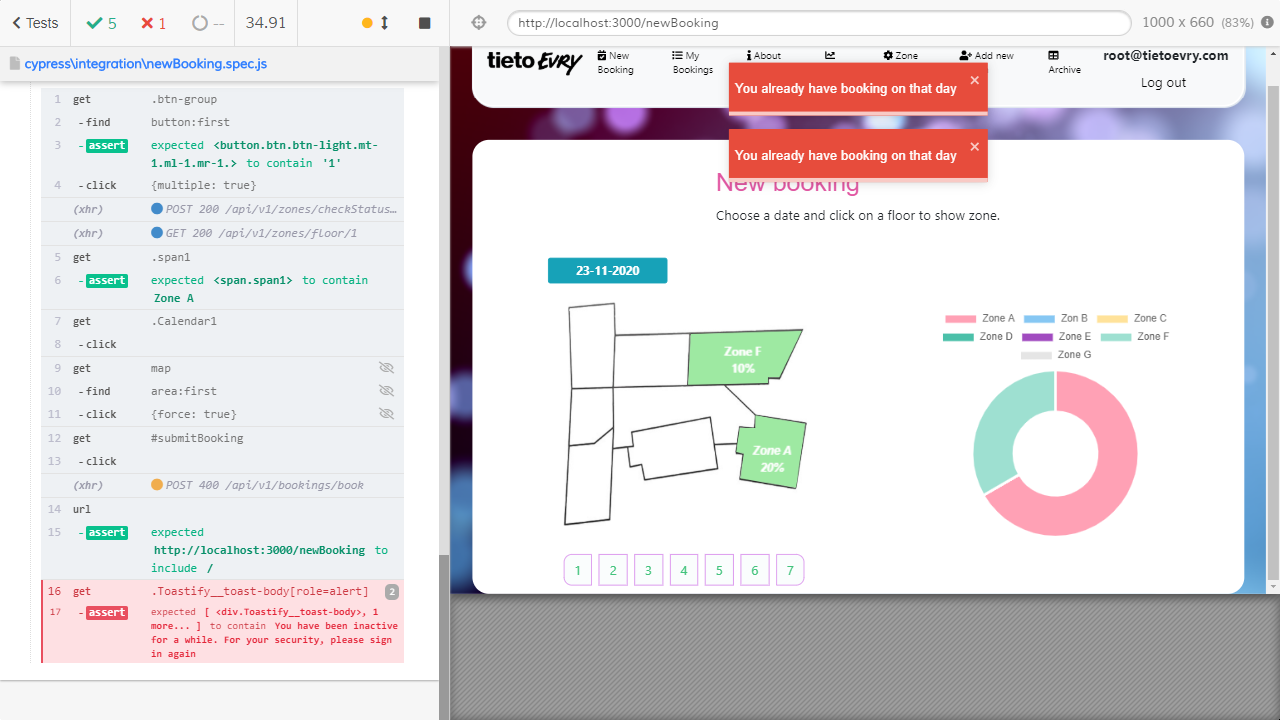 Tests
5
1
--
34.91
http://localhost:3000/newBooking
1000 x 660 (83%)
cypress\integration\newBooking.spec.js
1 get .btn-group
2 - find button:first
3 - assert expected <button.btn.btn-light.mt-
1.ml-1.mr-1.> to contain '1'
4 - click {multiple: true}
(xhr) POST 200 /api/v1/zones/checkStatus…
(xhr) GET 200 /api/v1/zones/floor/1
5 get .span1
6 - assert expected <span.span1> to contain
Zone A
7 get .Calendar1
8 - click
9 get map
10 - find area:first
11 - click {force: true}
12 get #submitBooking
13 - click
(xhr) POST 400 /api/v1/bookings/book
14 url
15 - assert expected
http://localhost:3000/newBooking to
include /
16 get .Toastify__toast-body[role=alert] 2
17 - assert expected [ <div.Toastify__toast-body>, 1
more... ] to contain You have been inactive
for a while. For your security, please sign
in again
tieto EVRY
New
Booking
My
Bookings
About
Zone
Add new
Archive
root@tietoevry.com
Log out
You already have booking on that day ×
You already have booking on that day ×
New booking
Choose a date and click on a floor to show zone.
23-11-2020
Zone F
10%
Zone A
20%
Zone A Zon B Zone C
Zone D Zone E Zone F
Zone G
1 2 3 4 5 6 7